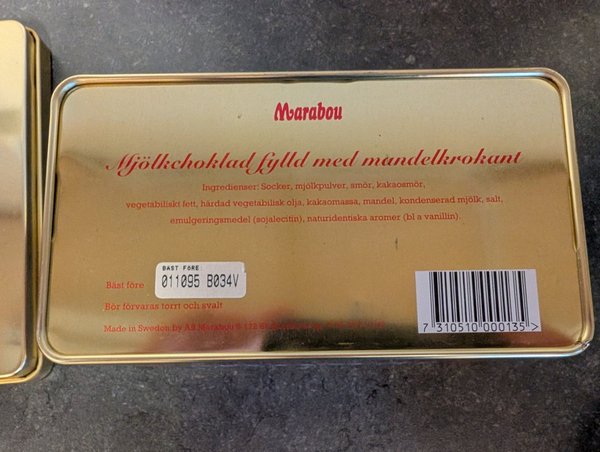 Marabou
Mjölkchoklad fylld med mandelkrokant
Ingredienser: Socker, mjölkpulver, smör, kakaosmör,
vegetabiliskt fett, härdad vegetabilisk olja, kakaomassa, mandel, kondenserad mjölk, salt,
emulgeringsmedel (sojalecitin), naturidentiska aromer (bl a vanillin).
BÄST FÖRE
Bäst före 011095 B034V
Bör förvaras torrt och svalt
Made in Sweden by AB Marabou
7 310510 000135 >